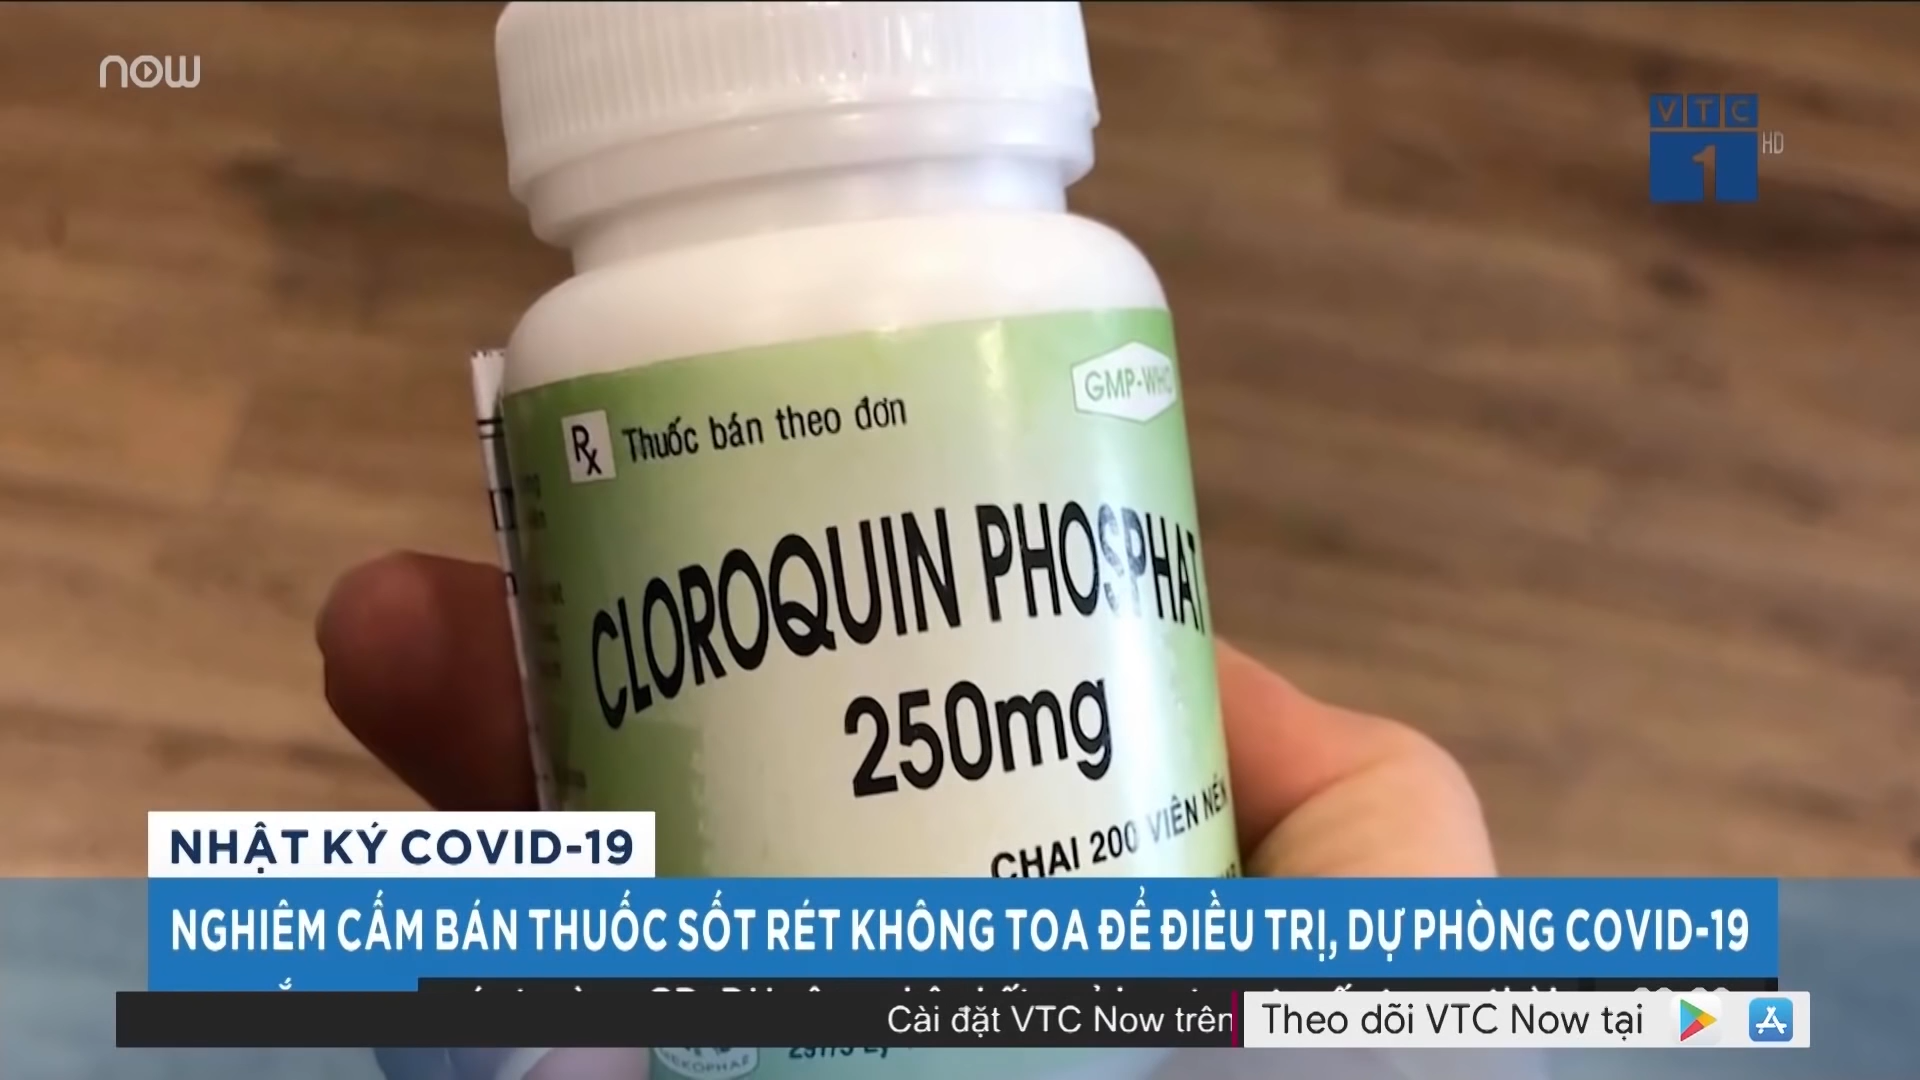 now
VTC
1 HD
Rx Thuốc bán theo đơn
GMP-WHO
CLOROQUIN PHOSPHAT
250mg
CHAI 200 VIÊN NÉN
NHẬT KÝ COVID-19
NGHIÊM CẤM BÁN THUỐC SỐT RÉT KHÔNG TOA ĐỂ ĐIỀU TRỊ, DỰ PHÒNG COVID-19
Cài đặt VTC Now trên
Theo dõi VTC Now tại